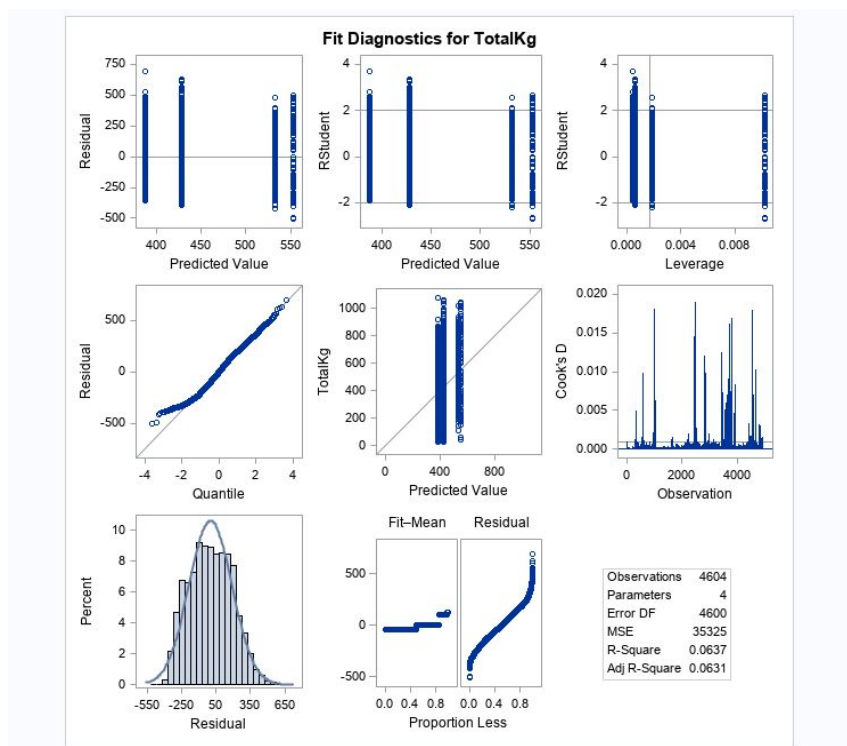 Fit Diagnostics for TotalKg
750
500
250
0
-250
-500
Residual
400 450 500 550
Predicted Value
4
2
0
-2
RStudent
400 450 500 550
Predicted Value
4
2
0
-2
RStudent
0.000 0.004 0.008
Leverage
500
0
-500
Residual
-4 -2 0 2 4
Quantile
1000
800
600
400
200
0
TotalKg
0 400 800
Predicted Value
0.020
0.015
0.010
0.005
0.000
Cook's D
0 2000 4000
Observation
10
8
6
4
2
0
Percent
-550 -250 50 350 650
Residual
Fit–Mean Residual
500
0
-500
0.0 0.4 0.8 0.0 0.4 0.8
Proportion Less
Observations 4604
Parameters 4
Error DF 4600
MSE 35325
R-Square 0.0637
Adj R-Square 0.0631